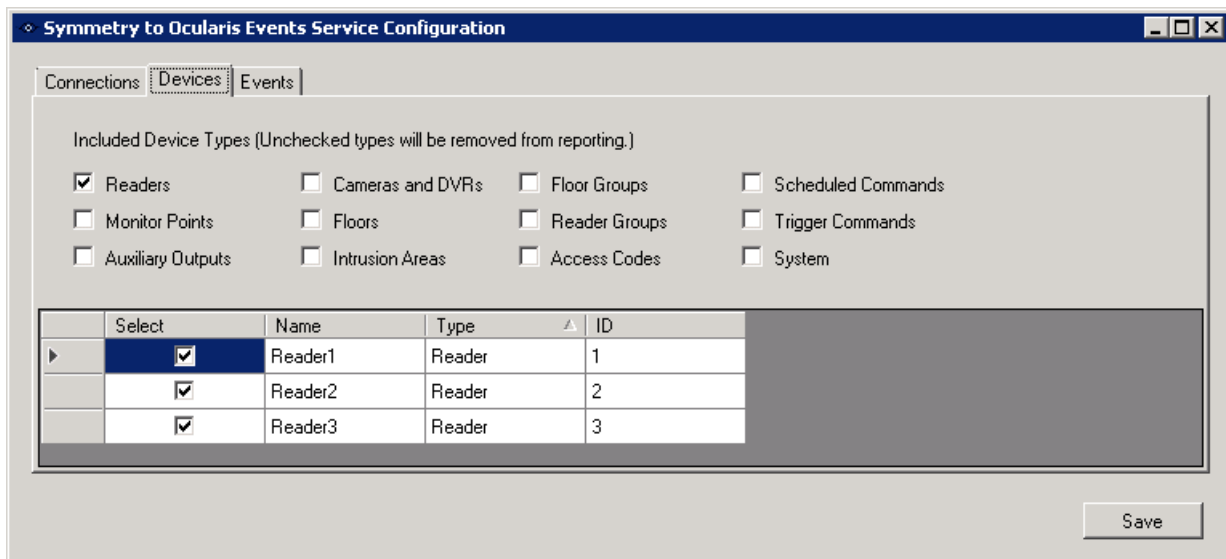 Symmetry to Ocularis Events Service Configuration
Connections Devices Events
Included Device Types (Unchecked types will be removed from reporting.)
Readers Cameras and DVRs Floor Groups Scheduled Commands
Monitor Points Floors Reader Groups Trigger Commands
Auxiliary Outputs Intrusion Areas Access Codes System
Select Name Type ID
Reader1 Reader 1
Reader2 Reader 2
Reader3 Reader 3
Save